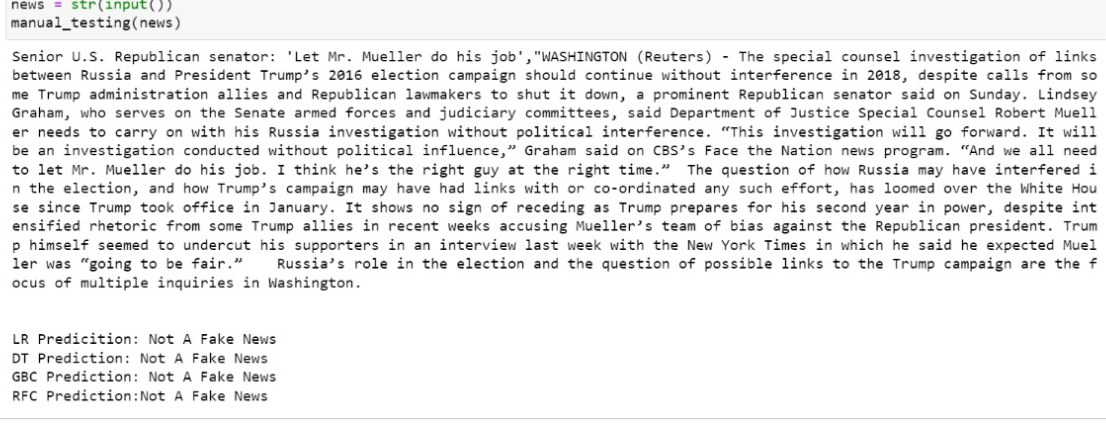 news = str(input())
manual_testing(news)
Senior U.S. Republican senator: 'Let Mr. Mueller do his job',"WASHINGTON (Reuters) - The special counsel investigation of links
between Russia and President Trump’s 2016 election campaign should continue without interference in 2018, despite calls from so
me Trump administration allies and Republican lawmakers to shut it down, a prominent Republican senator said on Sunday. Lindsey
Graham, who serves on the Senate armed forces and judiciary committees, said Department of Justice Special Counsel Robert Muell
er needs to carry on with his Russia investigation without political interference. “This investigation will go forward. It will
be an investigation conducted without political influence,” Graham said on CBS’s Face the Nation news program. “And we all need
to let Mr. Mueller do his job. I think he’s the right guy at the right time.”  The question of how Russia may have interfered i
n the election, and how Trump’s campaign may have had links with or co-ordinated any such effort, has loomed over the White Hou
se since Trump took office in January. It shows no sign of receding as Trump prepares for his second year in power, despite int
ensified rhetoric from some Trump allies in recent weeks accusing Mueller’s team of bias against the Republican president. Trum
p himself seemed to undercut his supporters in an interview last week with the New York Times in which he said he expected Muel
ler was “going to be fair.”    Russia’s role in the election and the question of possible links to the Trump campaign are the f
ocus of multiple inquiries in Washington.
LR Predicition: Not A Fake News
DT Prediction: Not A Fake News
GBC Prediction: Not A Fake News
RFC Prediction:Not A Fake News